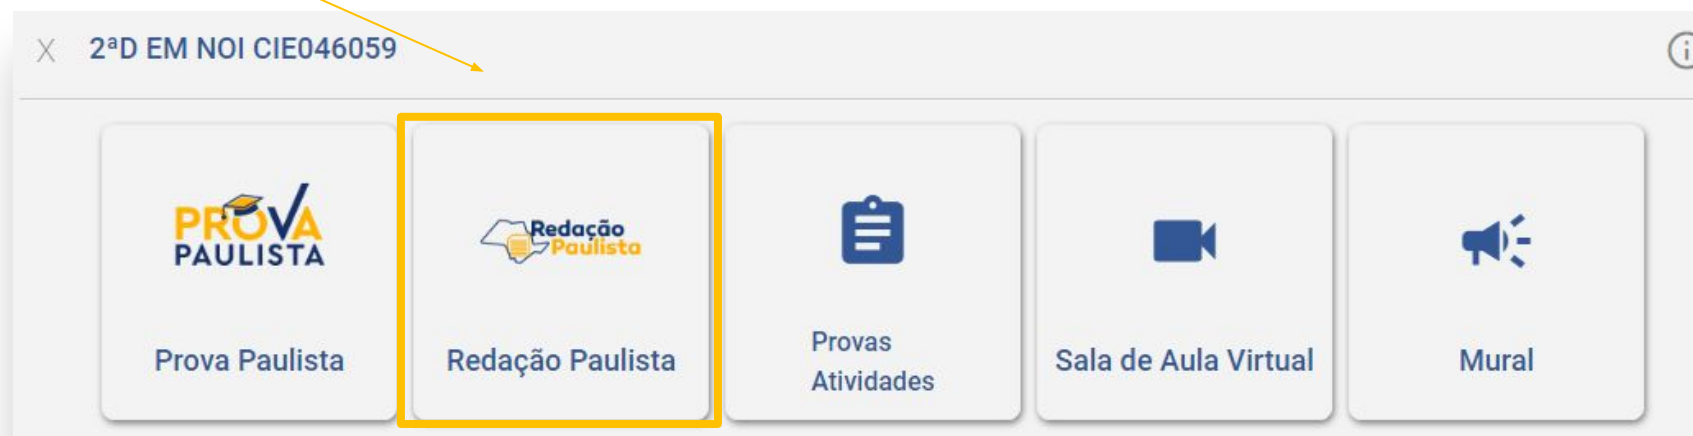 X 2ªD EM NOI CIE046059
PROVA
PAULISTA
Prova Paulista
Redação
Paulista
Redação Paulista
Provas
Atividades
Sala de Aula Virtual
Mural